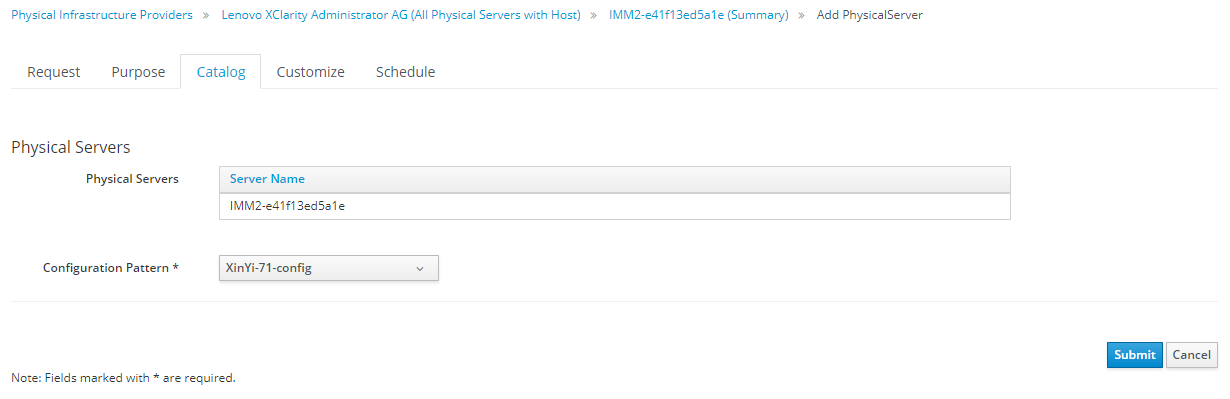 Physical Infrastructure Providers » Lenovo XClarity Administrator AG (All Physical Servers with Host) » IMM2-e41f13ed5a1e (Summary) » Add PhysicalServer
Request Purpose Catalog Customize Schedule
Physical Servers
Physical Servers Server Name
IMM2-e41f13ed5a1e
Configuration Pattern * XinYi-71-config
Submit Cancel
Note: Fields marked with * are required.